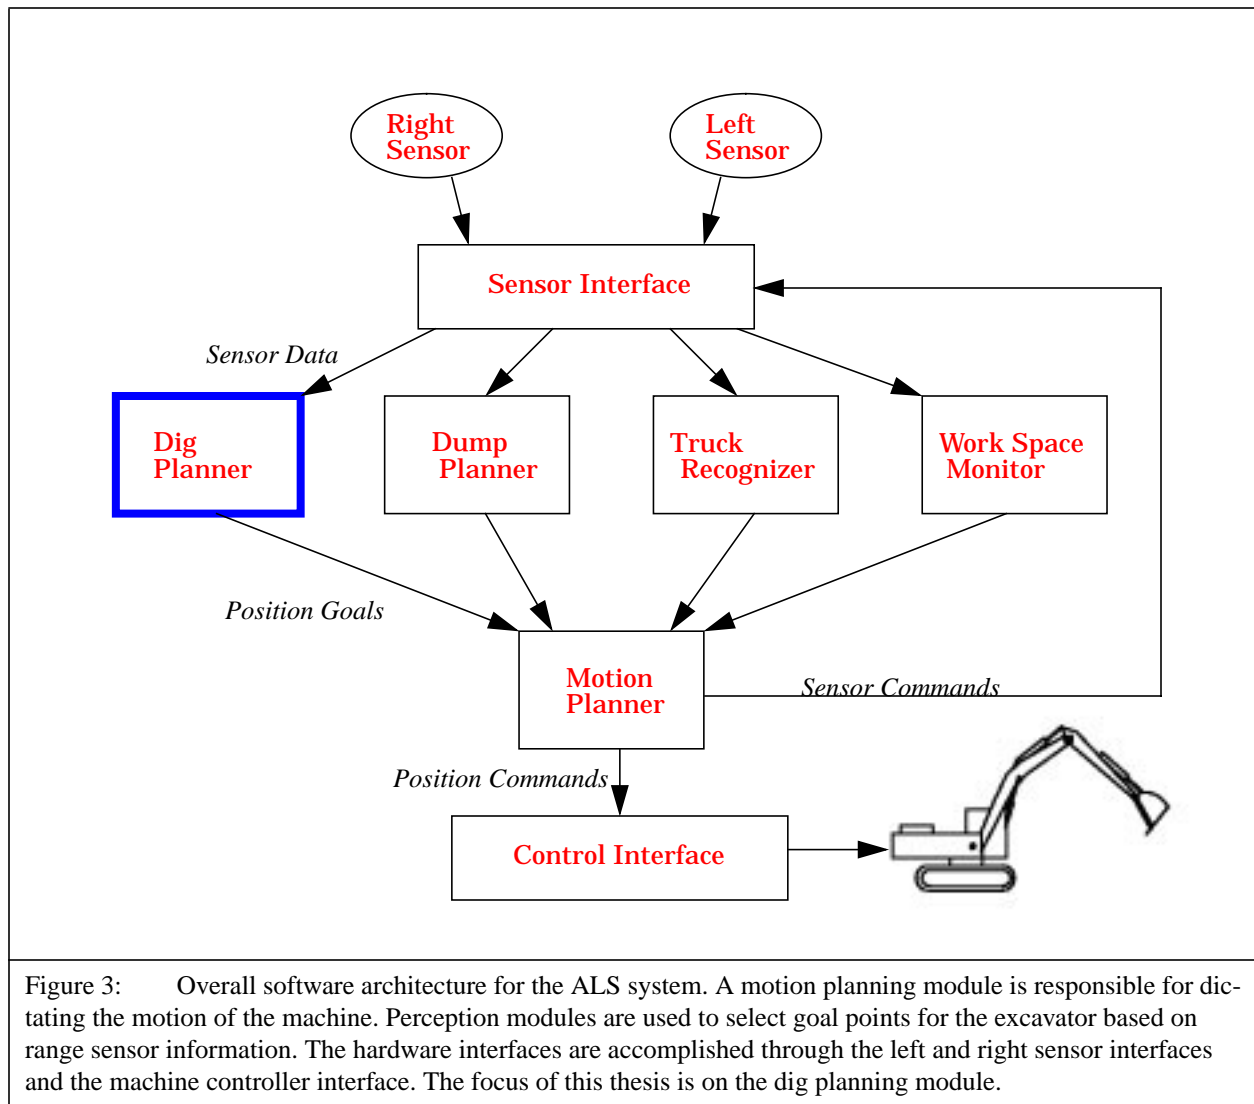 Right
Sensor
Left
Sensor
Sensor Interface
Sensor Data
Dig
Planner
Dump
Planner
Truck
Recognizer
Work Space
Monitor
Position Goals
Motion
Planner
Sensor Commands
Position Commands
Control Interface
Figure 3: Overall software architecture for the ALS system. A motion planning module is responsible for dic-
tating the motion of the machine. Perception modules are used to select goal points for the excavator based on
range sensor information. The hardware interfaces are accomplished through the left and right sensor interfaces
and the machine controller interface. The focus of this thesis is on the dig planning module.